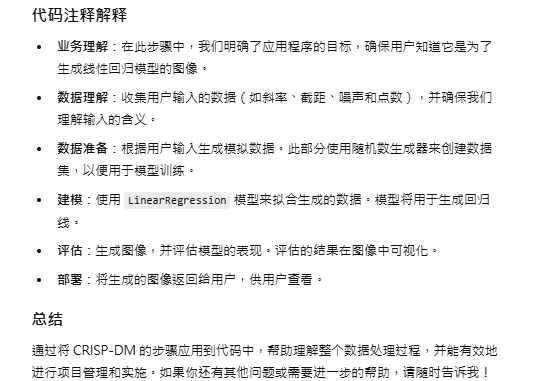 代码注释解释
• 业务理解：在此步骤中，我们明确了应用程序的目标，确保用户知道它是为了
生成线性回归模型的图像。
• 数据理解：收集用户输入的数据（如斜率、截距、噪声和点数），并确保我们
理解输入的含义。
• 数据准备：根据用户输入生成模拟数据。此部分使用随机数生成器来创建数据
集，以便用于模型训练。
• 建模：使用 LinearRegression 模型来拟合生成的数据。模型将用于生成回归
线。
• 评估：生成图像，并评估模型的表现。评估的结果在图像中可视化。
• 部署：将生成的图像返回给用户，供用户查看。
总结
通过将 CRISP-DM 的步骤应用到代码中，帮助理解整个数据处理过程，并能有效地
进行项目管理和实施。如果你还有其他问题或需要进一步的帮助，请随时告诉我！